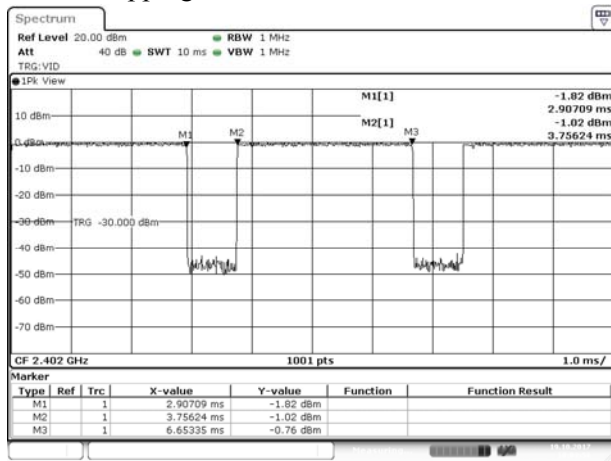 Spectrum
Ref Level 20.00 dBm RBW 1 MHz
Att 40 dB SWT 10 ms VBW 1 MHz
TRG:VID
1Pk View
M1[1] -1.82 dBm
2.90709 ms
M2[1] -1.02 dBm
3.75624 ms
10 dBm
0 dBm
M1 M2 M3
-10 dBm
-20 dBm
-30 dBm TRG -30.000 dBm
-40 dBm
-50 dBm
-60 dBm
-70 dBm
CF 2.402 GHz 1001 pts 1.0 ms/
Marker
Type Ref Trc X-value Y-value Function Function Result
M1 1 2.90709 ms -1.82 dBm
M2 1 3.75624 ms -1.02 dBm
M3 1 6.65335 ms -0.76 dBm